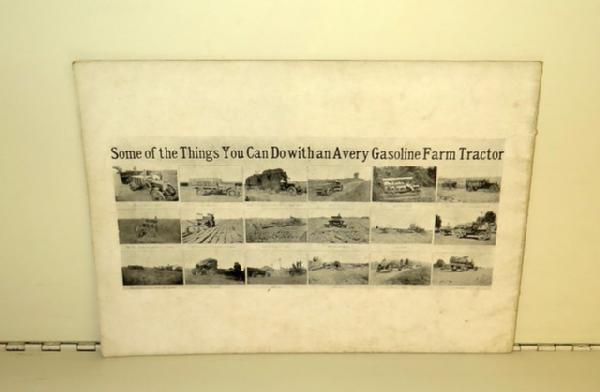 Some of the Things You Can Do with an Avery Gasoline Farm Tractor